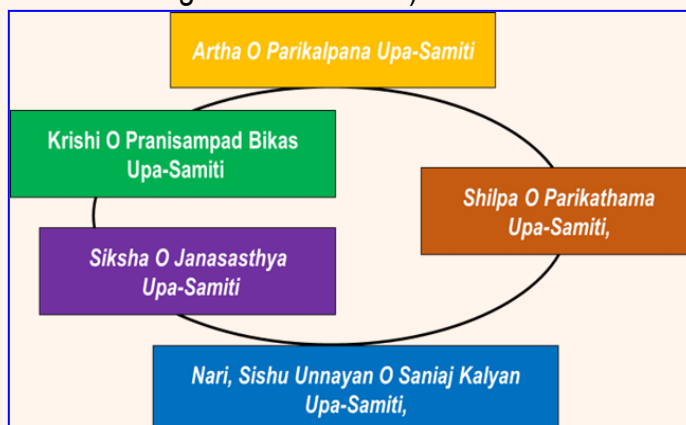 Artha O Parikalpana Upa-Samiti
Krishi O Pranisampad Bikas
Upa-Samiti
Shilpa O Parikathama
Upa-Samiti,
Siksha O Janasasthya
Upa-Samiti
Nari, Sishu Unnayan O Saniaj Kalyan
Upa-Samiti,